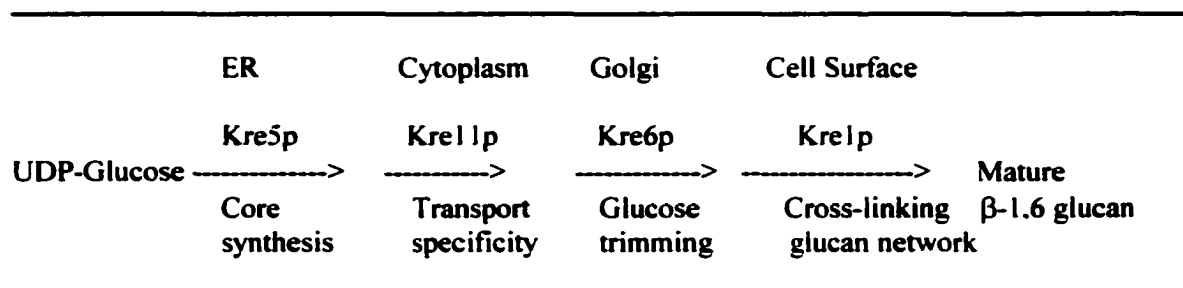 ER Cytoplasm Golgi Cell Surface
Kre5p Kre11p Kre6p Kre1p
UDP-Glucose -------------> ----------> ------------> ------------------> Mature
Core Transport Glucose Cross-linking β-1.6 glucan
synthesis specificity trimming glucan network